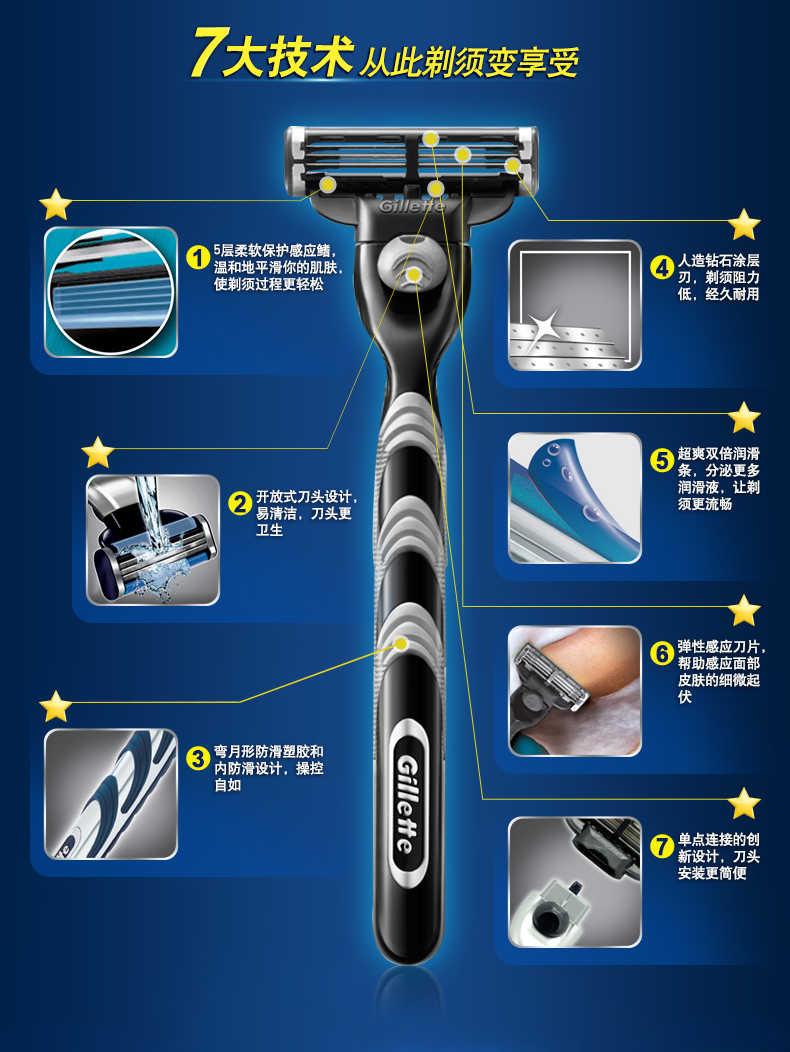 7大技术 从此剃须变享受
Gillette
1 5层柔软保护感应鳍，
温和地平滑你的肌肤，
使剃须过程更轻松
2 开放式刀头设计，
易清洁，刀头更
卫生
3 弯月形防滑塑胶和
内防滑设计，操控
自如
Gillette
4 人造钻石涂层
刃，剃须阻力
低，经久耐用
5 超爽双倍润滑
条，分泌更多
润滑液，让剃
须更流畅
6 弹性感应刀片，
帮助感应面部
皮肤的细微起
伏
7 单点连接的创
新设计，刀头
安装更简便